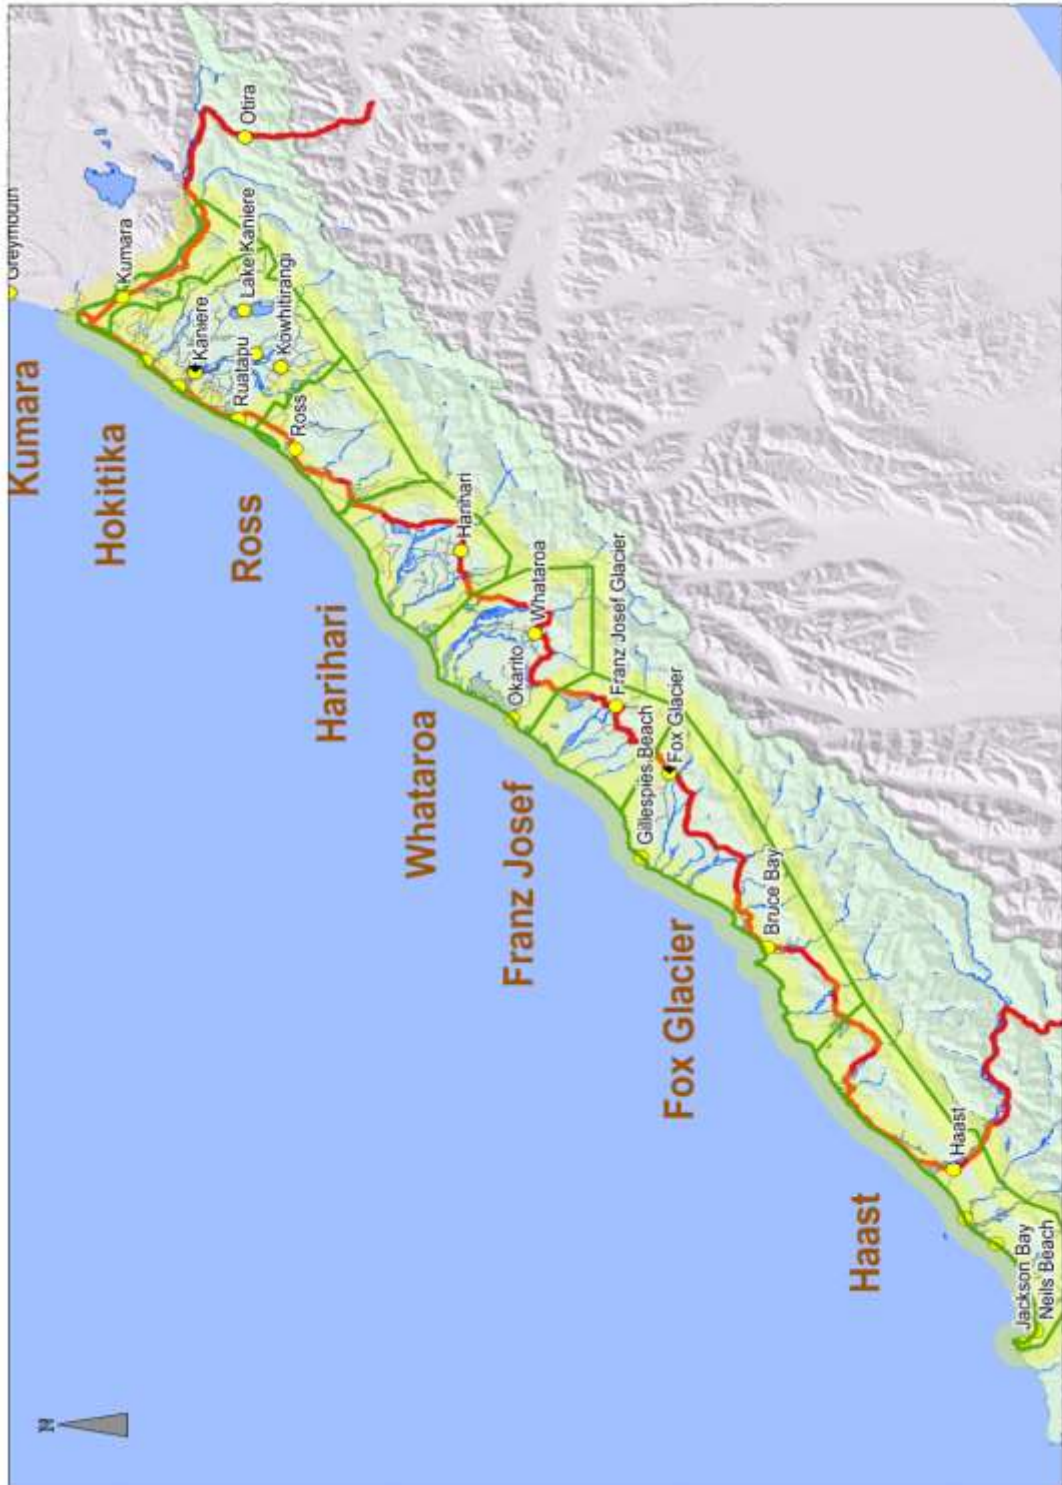 Kumara
Hokitika
Ross
Harihari
Whataroa
Franz Josef
Fox Glacier
Haast
Greymouth
Otira
Kumara
Kaniere
Lake Kaniere
Kowhitirangi
Ruatapu
Ross
Harihari
Whataroa
Okarito
Franz Josef Glacier
Fox Glacier
Gillespies Beach
Bruce Bay
Haast
Jackson Bay
Neils Beach
N